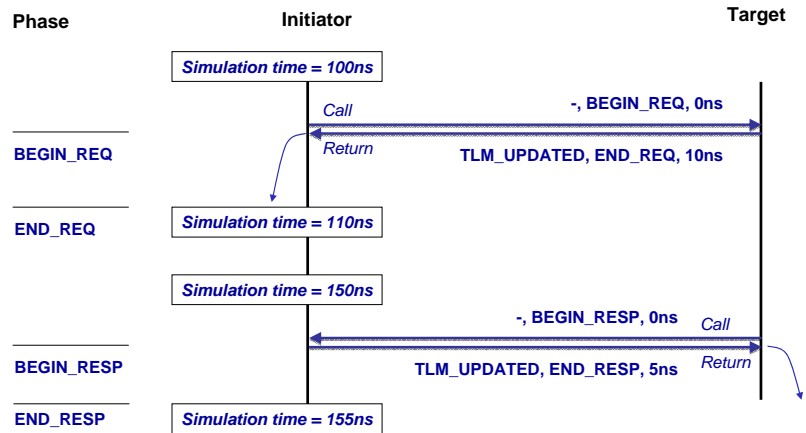 Phase
Initiator
Target
Simulation time = 100ns
Call
-, BEGIN_REQ, 0ns
BEGIN_REQ
Return
TLM_UPDATED, END_REQ, 10ns
END_REQ
Simulation time = 110ns
Simulation time = 150ns
-, BEGIN_RESP, 0ns
Call
BEGIN_RESP
TLM_UPDATED, END_RESP, 5ns
Return
END_RESP
Simulation time = 155ns